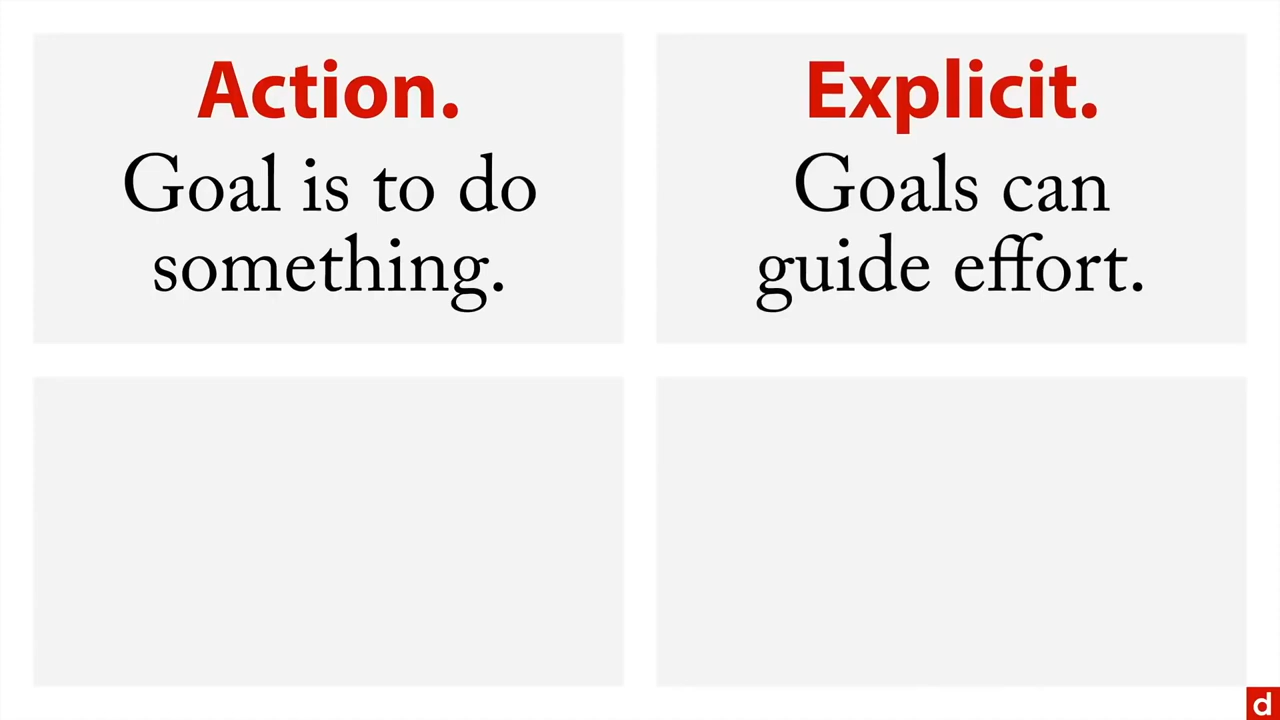 Action.
Goal is to do
something.
Explicit.
Goals can
guide effort.
d